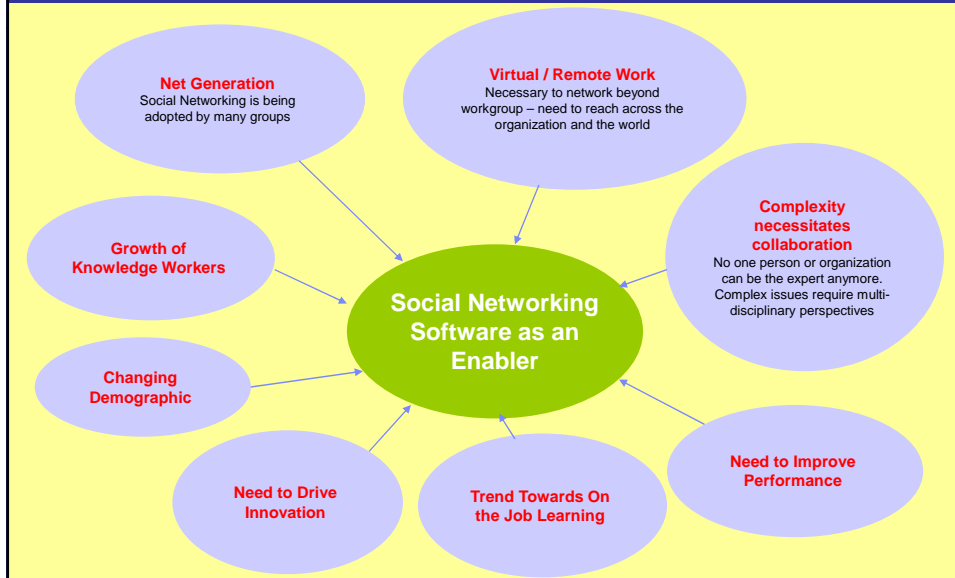 Net Generation
Social Networking is being
adopted by many groups
Virtual / Remote Work
Necessary to network beyond
workgroup – need to reach across the
organization and the world
Complexity
necessitates
collaboration
No one person or organization
can be the expert anymore.
Complex issues require multi-
disciplinary perspectives
Growth of
Knowledge Workers
Social Networking
Software as an
Enabler
Changing
Demographic
Need to Drive
Innovation
Trend Towards On
the Job Learning
Need to Improve
Performance